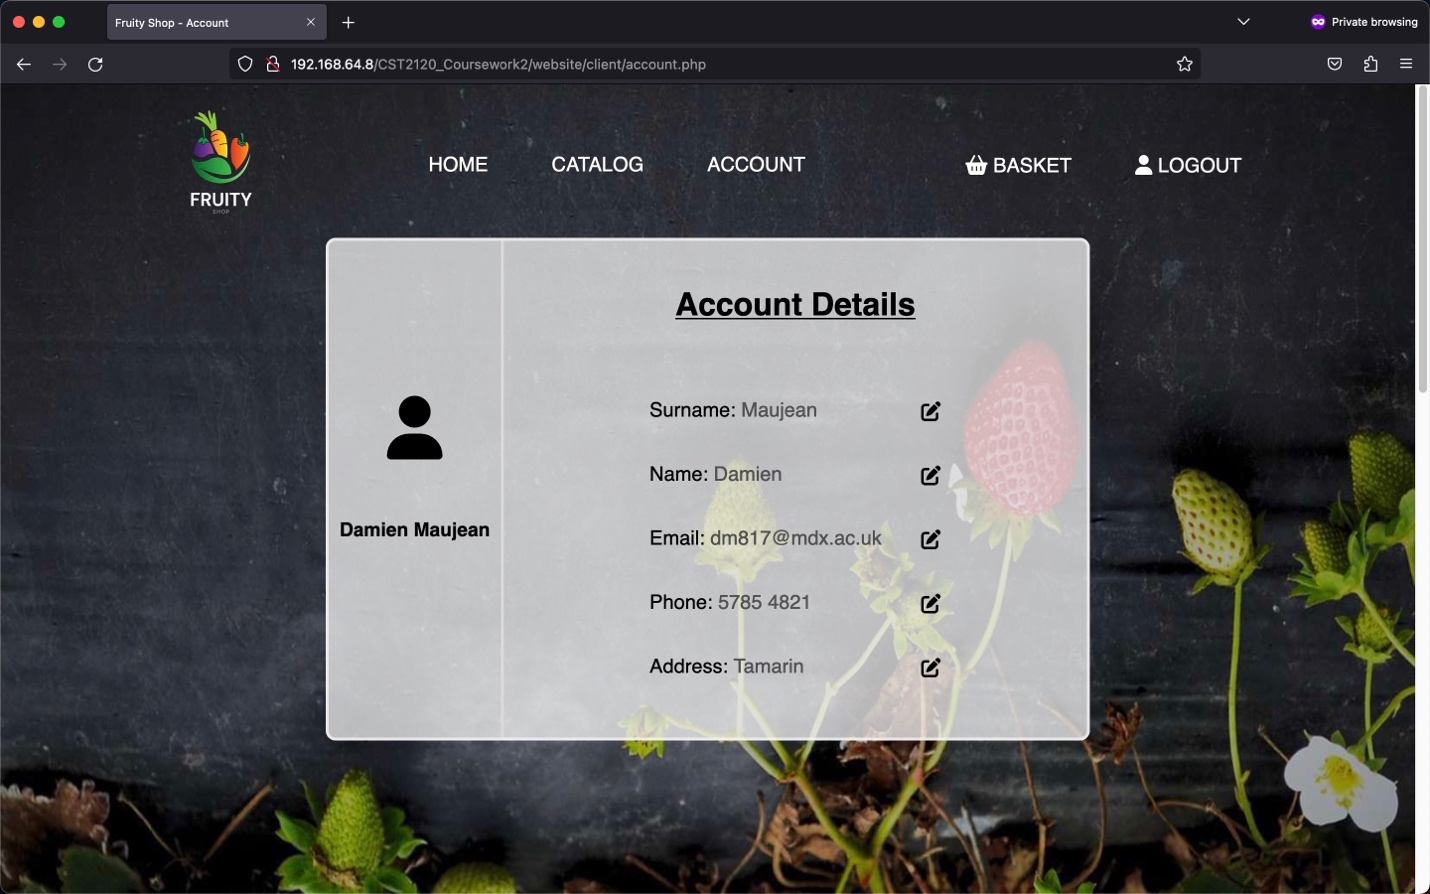 Fruity Shop - Account
Private browsing
192.168.64.8/CST2120_Coursework2/website/client/account.php
HOME CATALOG ACCOUNT BASKET LOGOUT
FRUITY
SHOP
Account Details
Surname: Maujean
Name: Damien
Damien Maujean
Email: dm817@mdx.ac.uk
Phone: 5785 4821
Address: Tamarin